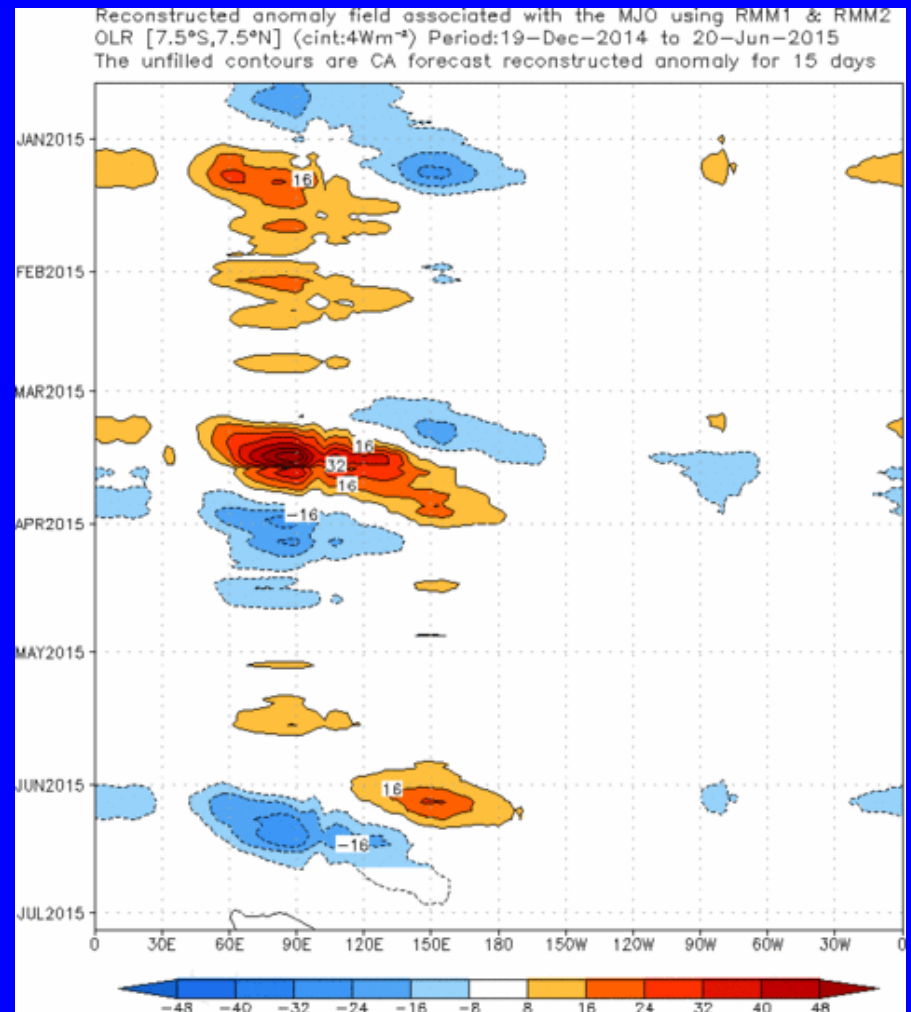 Reconstructed anomaly field associated with the MJO using RMM1 & RMM2
OLR [7.5°S,7.5°N] (cint:4Wm⁻²) Period:19-Dec-2014 to 20-Jun-2015
The unfilled contours are CA forecast reconstructed anomaly for 15 days
JAN2015
16
FEB2015
MAR2015
16
32
16
-16
APR2015
MAY2015
JUN2015
16
-16
JUL2015
0 30E 60E 90E 120E 150E 180 150W 120W 90W 60W 30W 0
-48 -40 -32 -24 -16 -8 8 16 24 32 40 48